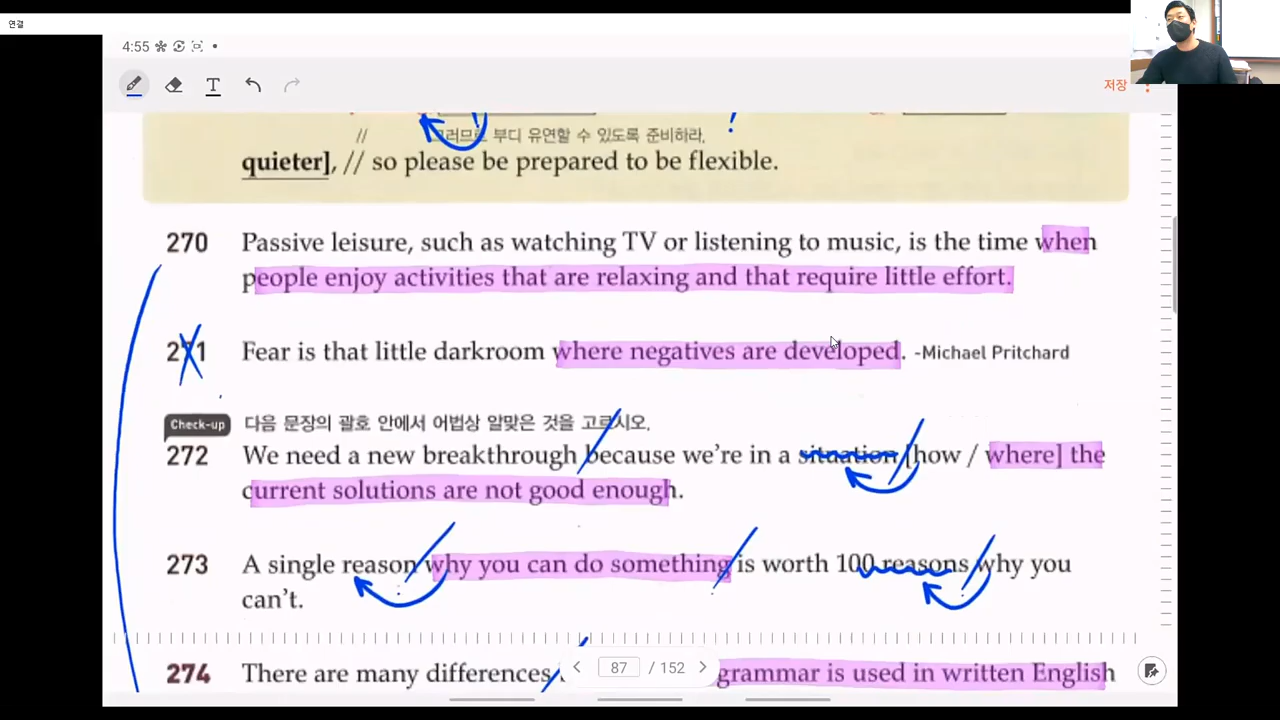 연결
4:55
저장
// 그러므로 부디 유연할 수 있도록 준비하라,
quieter], // so please be prepared to be flexible.
270 Passive leisure, such as watching TV or listening to music, is the time when
people enjoy activities that are relaxing and that require little effort.
271 Fear is that little darkroom where negatives are developed. -Michael Pritchard
Check-up 다음 문장의 괄호 안에서 어법상 알맞은 것을 고르시오.
272 We need a new breakthrough because we're in a situation [how / where] the
current solutions are not good enough.
273 A single reason why you can do something is worth 100 reasons why you
can't.
274 There are many differences grammar is used in written English
87 / 152